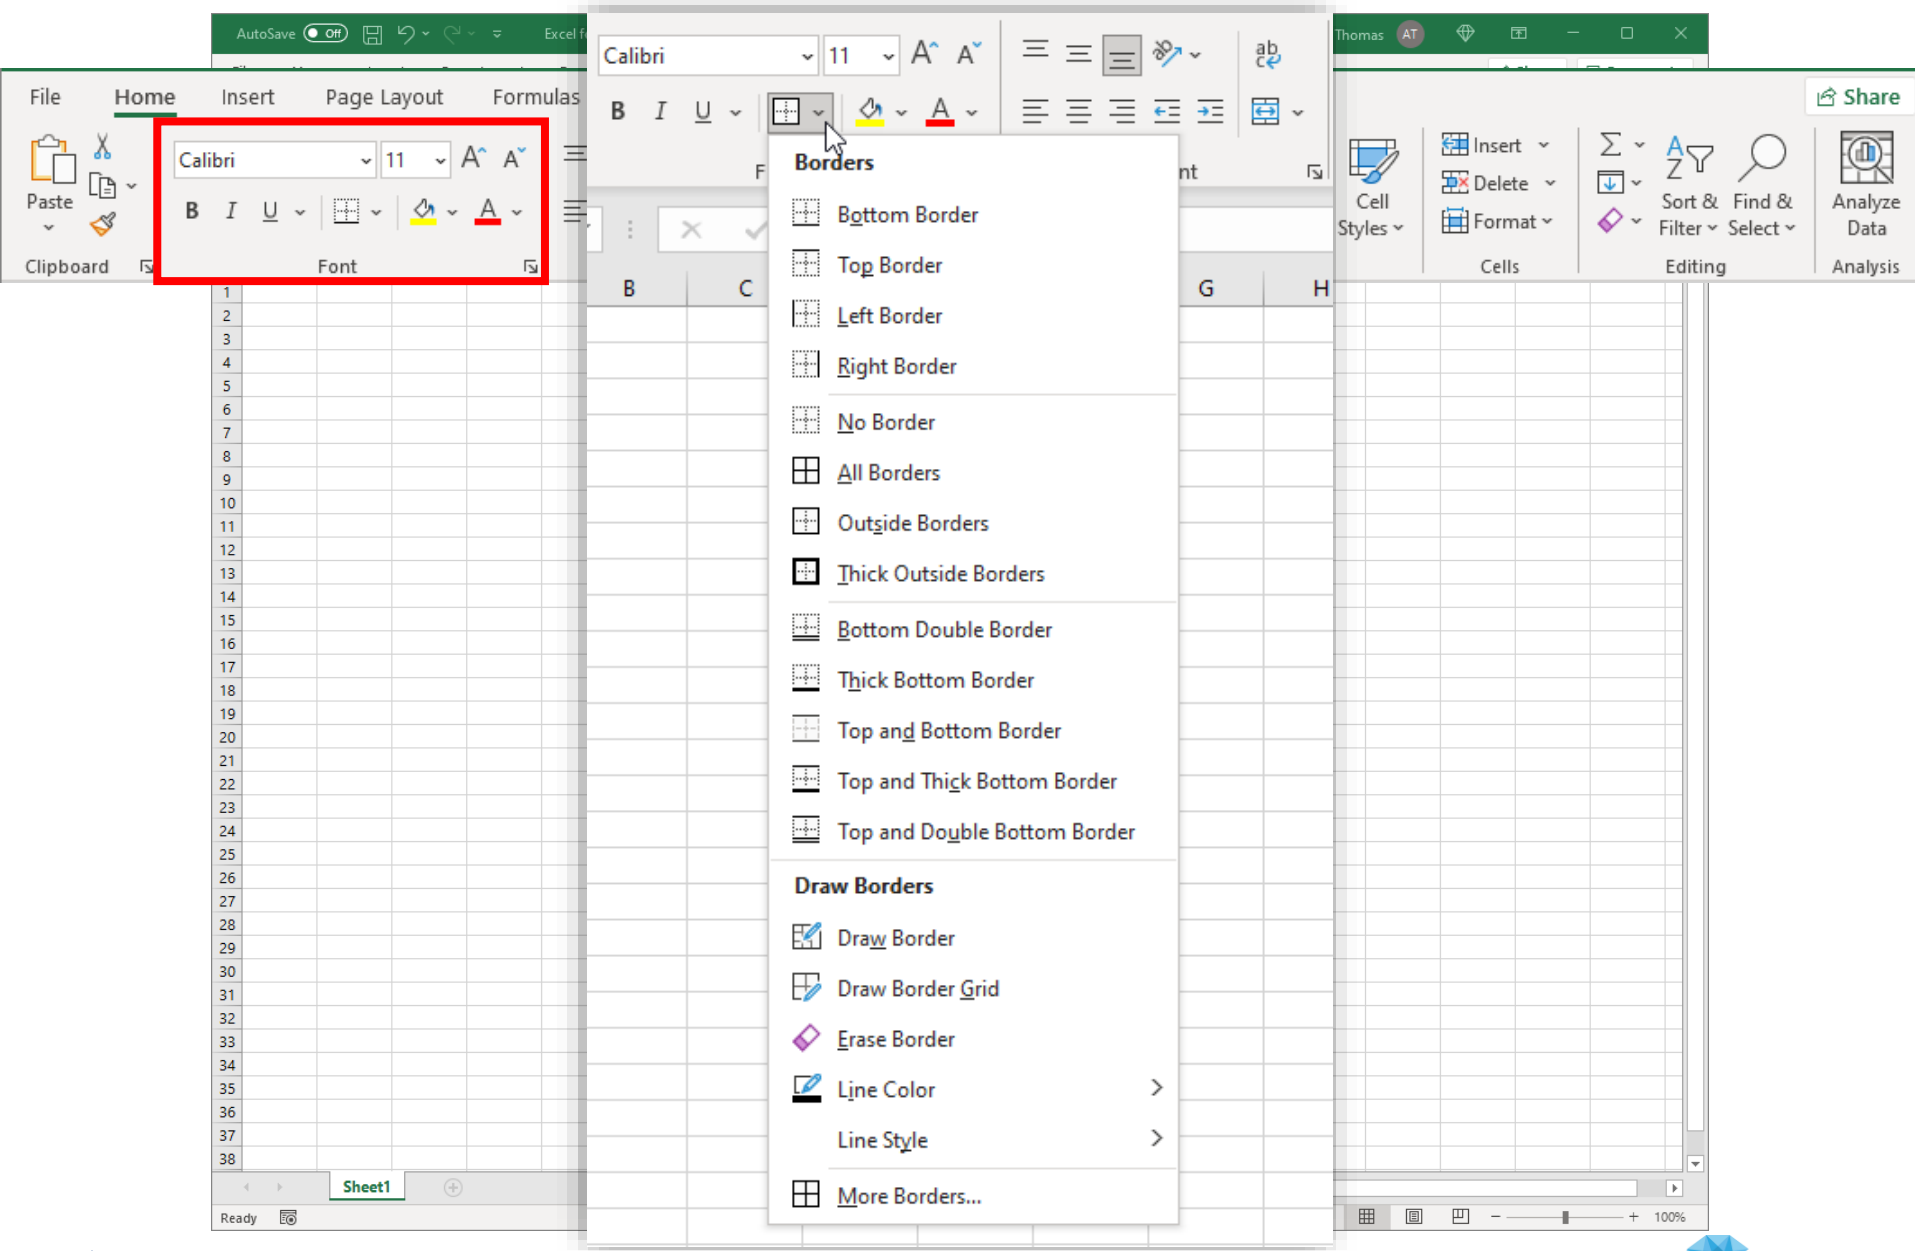 AutoSave Off Excel f Thomas AT
File Home Insert Page Layout Formulas Share
Calibri 11 A A
B I U A
Paste
Clipboard Font
Calibri 11 A A ab c
B I U A
F nt
B C G H
Borders
Bottom Border
Top Border
Left Border
Right Border
No Border
All Borders
Outside Borders
Thick Outside Borders
Bottom Double Border
Thick Bottom Border
Top and Bottom Border
Top and Thick Bottom Border
Top and Double Bottom Border
Draw Borders
Draw Border
Draw Border Grid
Erase Border
Line Color
Line Style
More Borders...
Cell
Styles
Insert
Delete
Format
Cells
Σ
A
Z
Sort &
Filter
Find &
Select
Editing
Analyze
Data
Analysis
1
2
3
4
5
6
7
8
9
10
11
12
13
14
15
16
17
18
19
20
21
22
23
24
25
26
27
28
29
30
31
32
33
34
35
36
37
38
Sheet1
Ready 100%